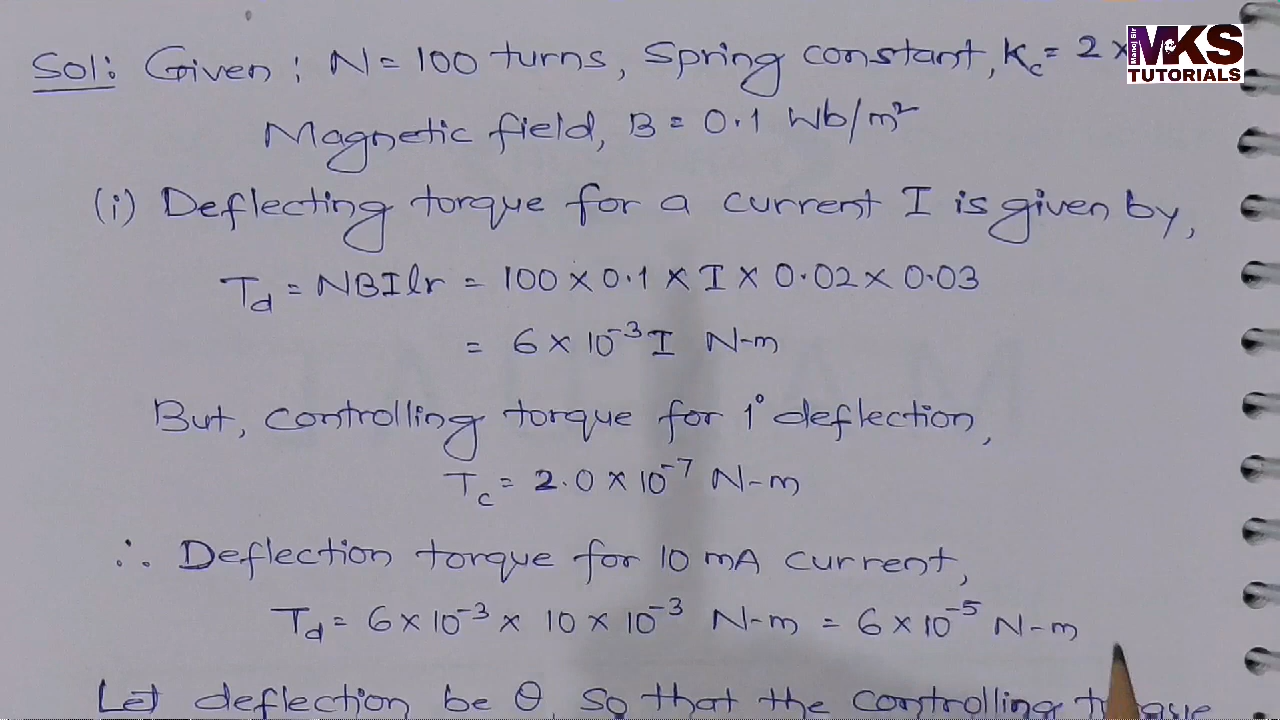 Sol: Given: N = 100 turns, Spring constant, Kc = 2 ×
MKS
TUTORIALS
Magnetic field, B = 0.1 Wb/m²
(i) Deflecting torque for a current I is given by,
Td = NBIlr = 100 × 0.1 × I × 0.02 × 0.03
= 6 × 10⁻³ I N-m
But, controlling torque for 1° deflection,
Tc = 2.0 × 10⁻⁷ N-m
∴ Deflection torque for 10 mA current,
Td = 6 × 10⁻³ × 10 × 10⁻³ N-m = 6 × 10⁻⁵ N-m
Let deflection be θ, so that the controlling